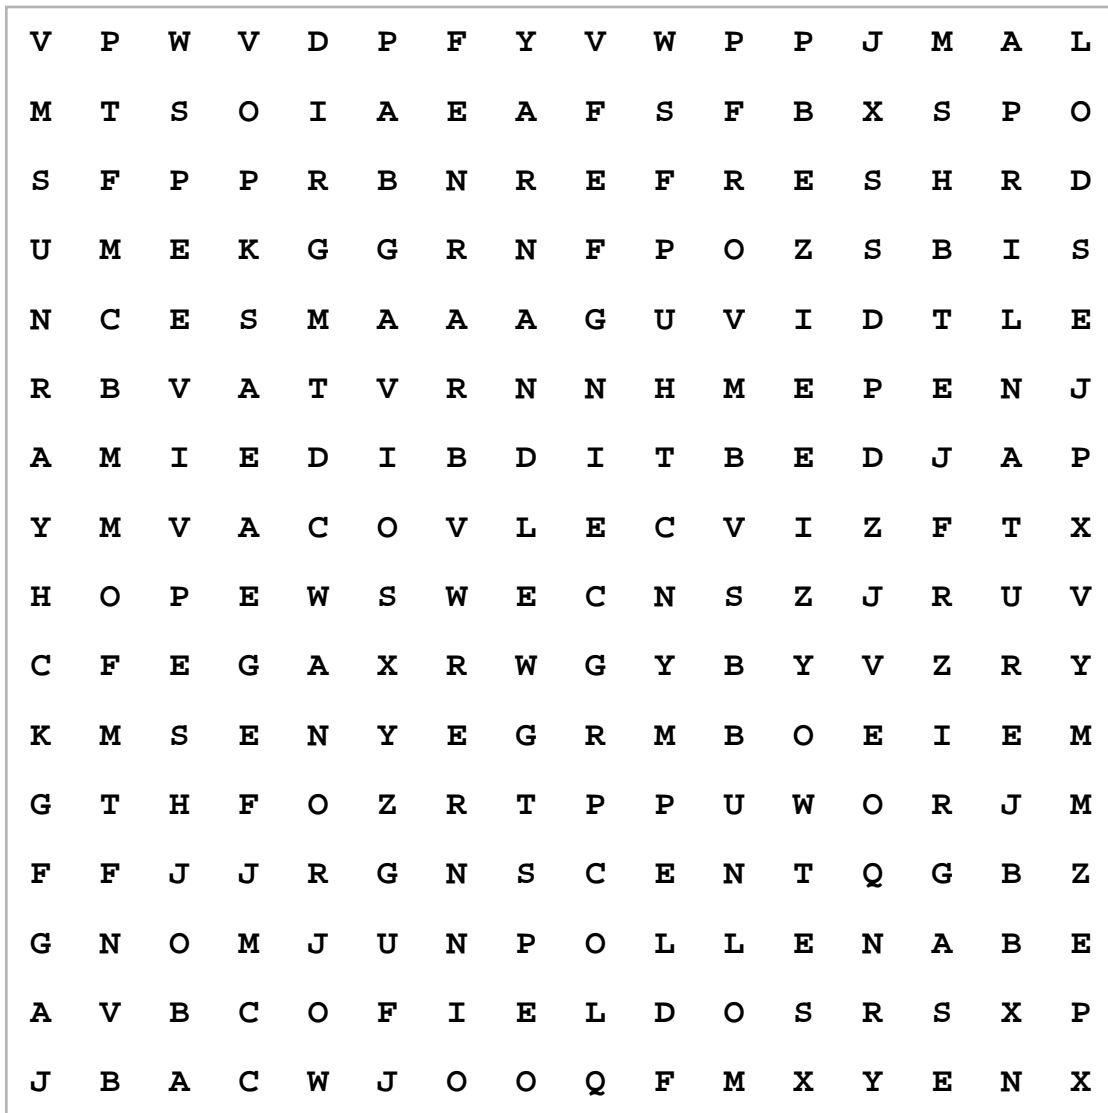 V P W V D P F Y V W P P J M A L
M T S O I A E A F S F B X S P O
S F P P R B N R E F R E S H R D
U M E K G G R N F P O Z S B I S
N C E S M A A A G U V I D T L E
R B V A T V R N N H M E P E N J
A M I E D I B D I T B E D J A P
Y M V A C O V L E C V I Z F T X
H O P E W S W E C N S Z J R U V
C F E G A X R W G Y B Y V Z R Y
K M S E N Y E G R M B O E I E M
G T H F O Z R T P P U W O R J M
F F J J R G N S C E N T Q G B Z
G N O M J U N P O L L E N A B E
A V B C O F I E L D O S R S X P
J B A C W J O O Q F M X Y E N X